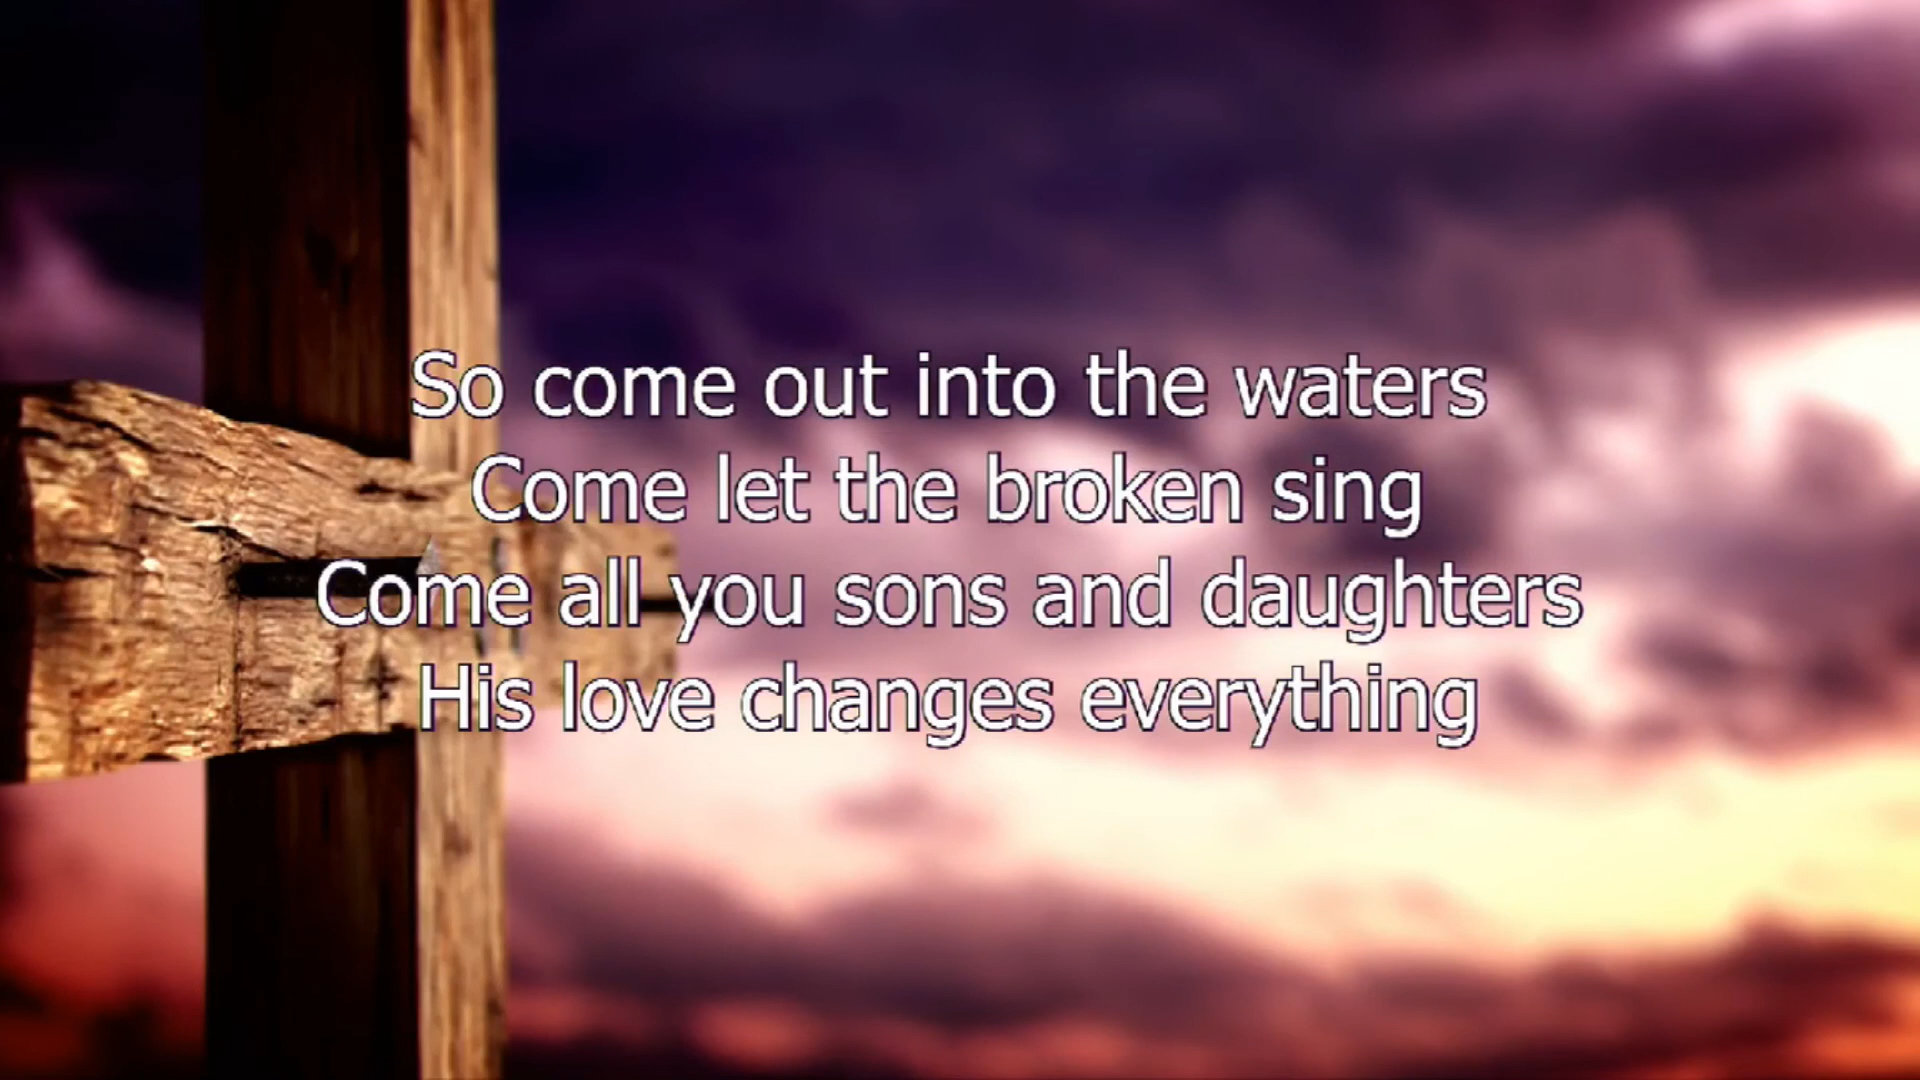 So come out into the waters
Come let the broken sing
Come all you sons and daughters
His love changes everything